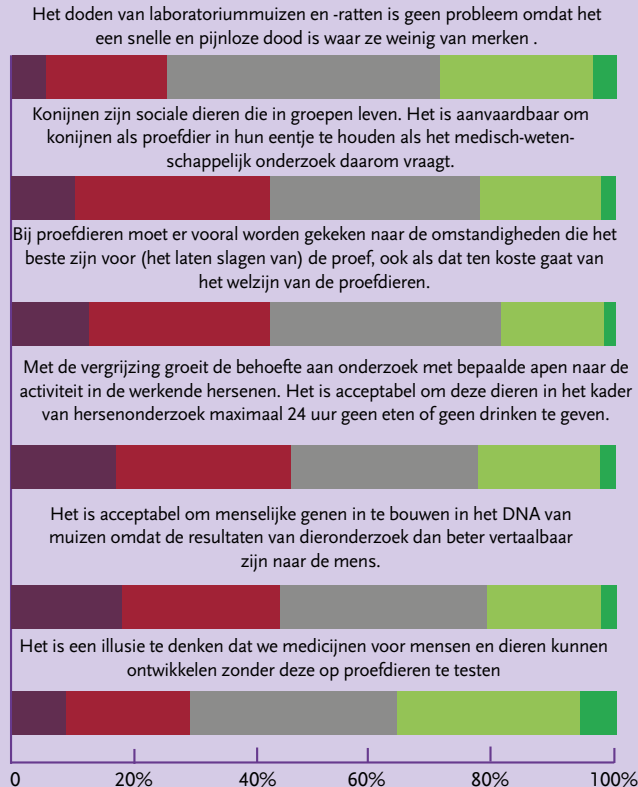 Het doden van laboratoriummuizen en -ratten is geen probleem omdat het
een snelle en pijnloze dood is waar ze weinig van merken .
Konijnen zijn sociale dieren die in groepen leven. Het is aanvaardbaar om
konijnen als proefdier in hun eentje te houden als het medisch-weten-
schappelijk onderzoek daarom vraagt.
Bij proefdieren moet er vooral worden gekeken naar de omstandigheden die het
beste zijn voor (het laten slagen van) de proef, ook als dat ten koste gaat van
het welzijn van de proefdieren.
Met de vergrijzing groeit de behoefte aan onderzoek met bepaalde apen naar de
activiteit in de werkende hersenen. Het is acceptabel om deze dieren in het kader
van hersenonderzoek maximaal 24 uur geen eten of geen drinken te geven.
Het is acceptabel om menselijke genen in te bouwen in het DNA van
muizen omdat de resultaten van dieronderzoek dan beter vertaalbaar
zijn naar de mens.
Het is een illusie te denken dat we medicijnen voor mensen en dieren kunnen
ontwikkelen zonder deze op proefdieren te testen
0 20% 40% 60% 80% 100%